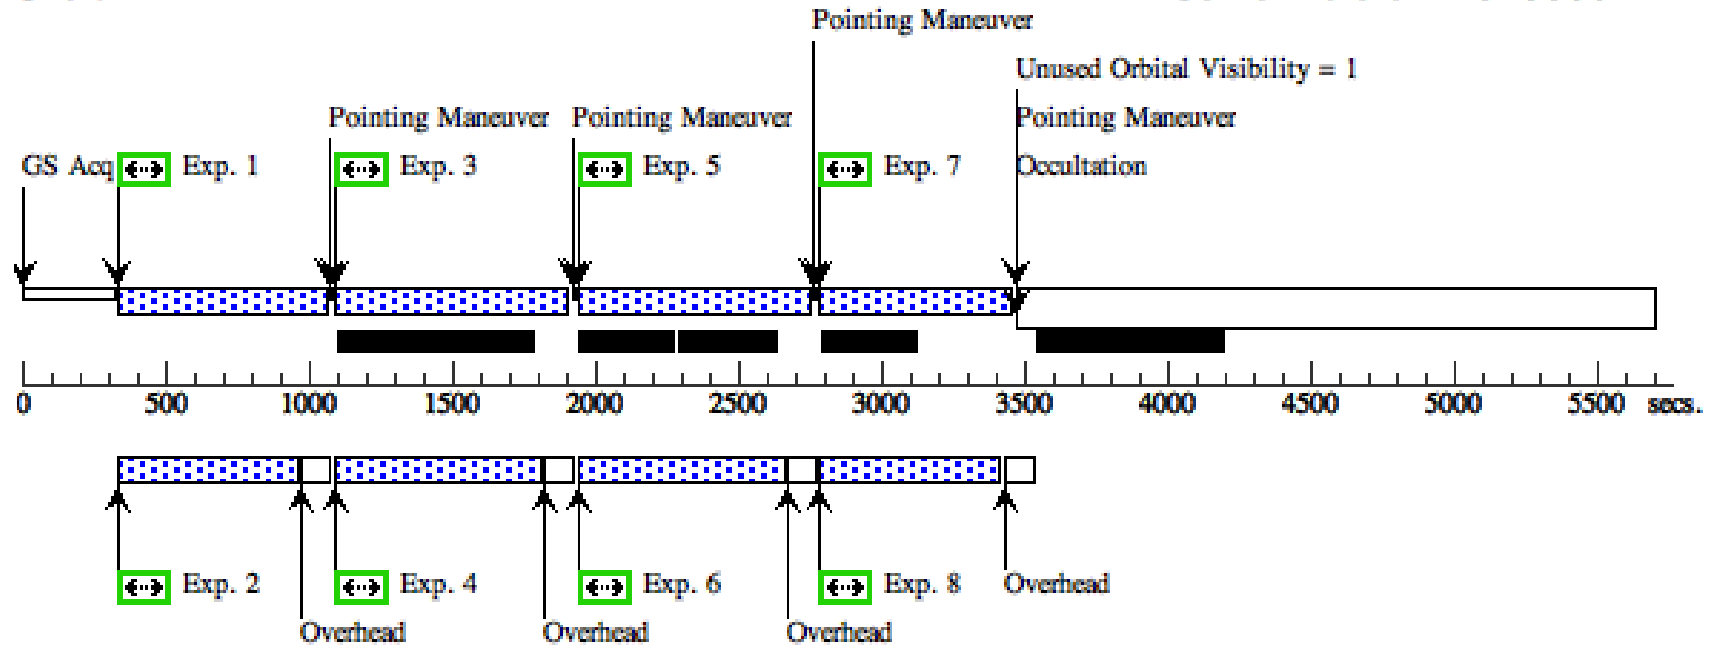 Pointing Maneuver
Unused Orbital Visibility = 1
Pointing Maneuver Pointing Maneuver Pointing Maneuver
GS Acq Exp. 1 Exp. 3 Exp. 5 Exp. 7 Occultation
0 500 1000 1500 2000 2500 3000 3500 4000 4500 5000 5500 secs.
Exp. 2 Exp. 4 Exp. 6 Exp. 8 Overhead
Overhead Overhead Overhead